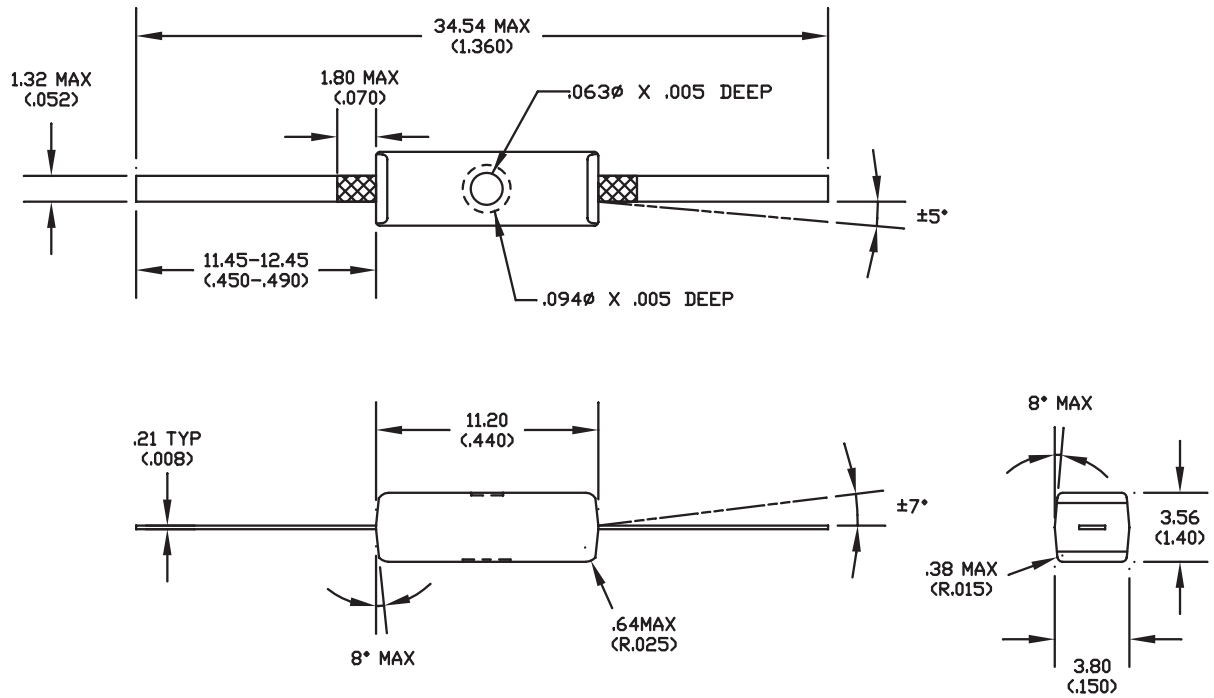 34.54 MAX
(1.360)
1.32 MAX
(.052)
1.80 MAX
(.070)
.063ø X .005 DEEP
±5°
11.45-12.45
(.450-.490)
.094ø X .005 DEEP
11.20
(.440)
8° MAX
.21 TYP
(.008)
±7°
3.56
(1.40)
.38 MAX
(R.015)
.64MAX
(R.025)
8° MAX
3.80
(.150)